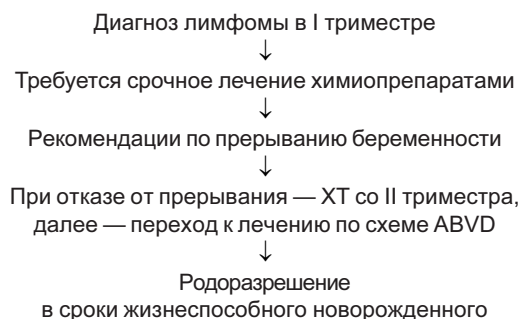 Диагноз лимфомы в I триместре
↓
Требуется срочное лечение химиопрепаратами
↓
Рекомендации по прерыванию беременности
↓
При отказе от прерывания — ХТ со II триместра,
далее — переход к лечению по схеме ABVD
↓
Родоразрешение
в сроки жизнеспособного новорожденного